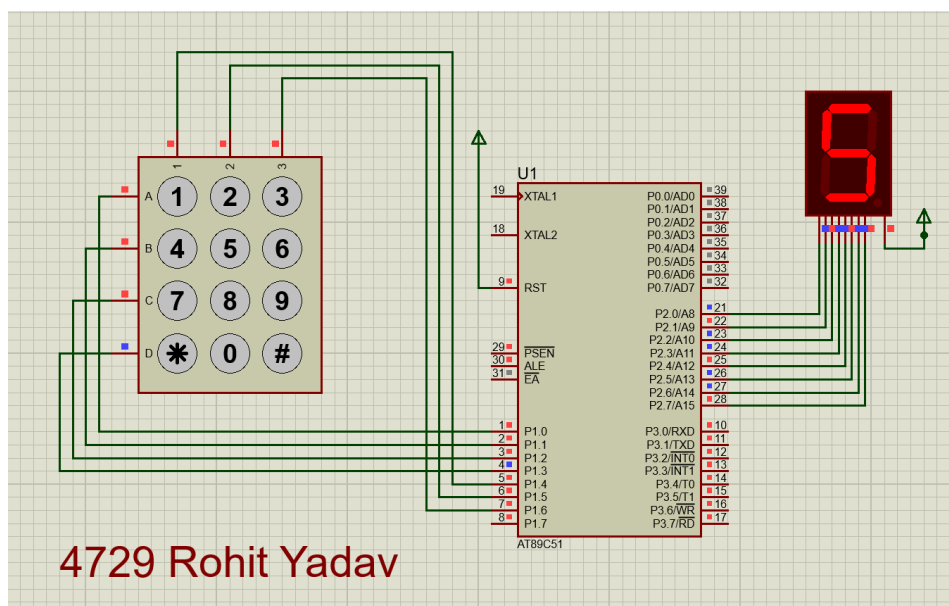 U1
1 2 3
A 1 2 3
B 4 5 6
C 7 8 9
D * 0 #
5
19 XTAL1
18 XTAL2
9 RST
29 PSEN
30 ALE
31 EA
1 P1.0
2 P1.1
3 P1.2
4 P1.3
5 P1.4
6 P1.5
7 P1.6
8 P1.7
P0.0/AD0 39
P0.1/AD1 38
P0.2/AD2 37
P0.3/AD3 36
P0.4/AD4 35
P0.5/AD5 34
P0.6/AD6 33
P0.7/AD7 32
P2.0/A8 21
P2.1/A9 22
P2.2/A10 23
P2.3/A11 24
P2.4/A12 25
P2.5/A13 26
P2.6/A14 27
P2.7/A15 28
P3.0/RXD 10
P3.1/TXD 11
P3.2/INT0 12
P3.3/INT1 13
P3.4/T0 14
P3.5/T1 15
P3.6/WR 16
P3.7/RD 17
AT89C51
4729 Rohit Yadav